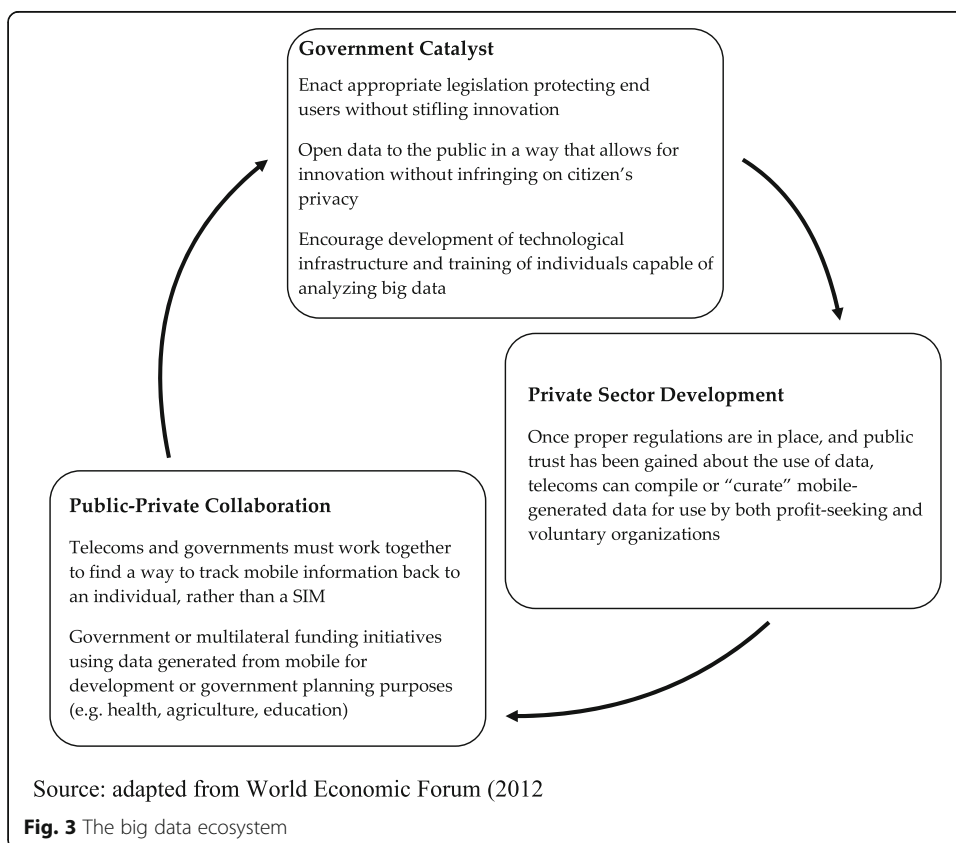 Government Catalyst
Enact appropriate legislation protecting end
users without stifling innovation
Open data to the public in a way that allows for
innovation without infringing on citizen's
privacy
Encourage development of technological
infrastructure and training of individuals capable of
analyzing big data
Private Sector Development
Once proper regulations are in place, and public
trust has been gained about the use of data,
telecoms can compile or “curate” mobile-
generated data for use by both profit-seeking and
voluntary organizations
Public-Private Collaboration
Telecoms and governments must work together
to find a way to track mobile information back to
an individual, rather than a SIM
Government or multilateral funding initiatives
using data generated from mobile for
development or government planning purposes
(e.g. health, agriculture, education)
Source: adapted from World Economic Forum (2012
Fig. 3 The big data ecosystem